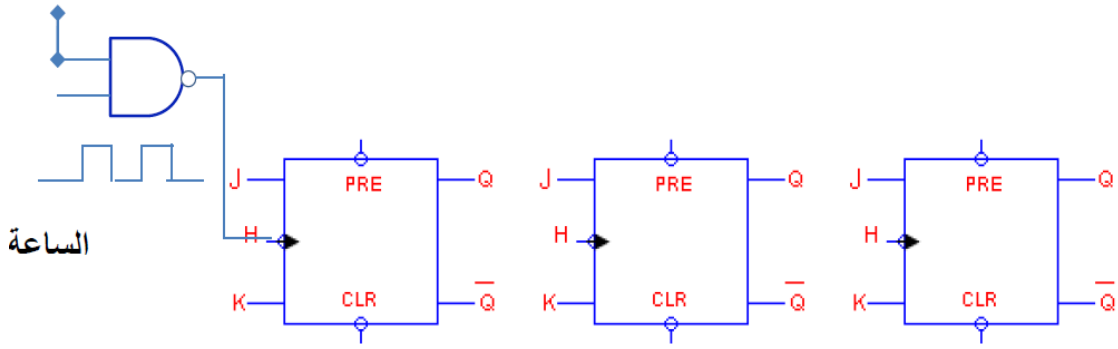 J PRE Q J PRE Q J PRE Q
الساعة H H H
K CLR Q̅ K CLR Q̅ K CLR Q̅